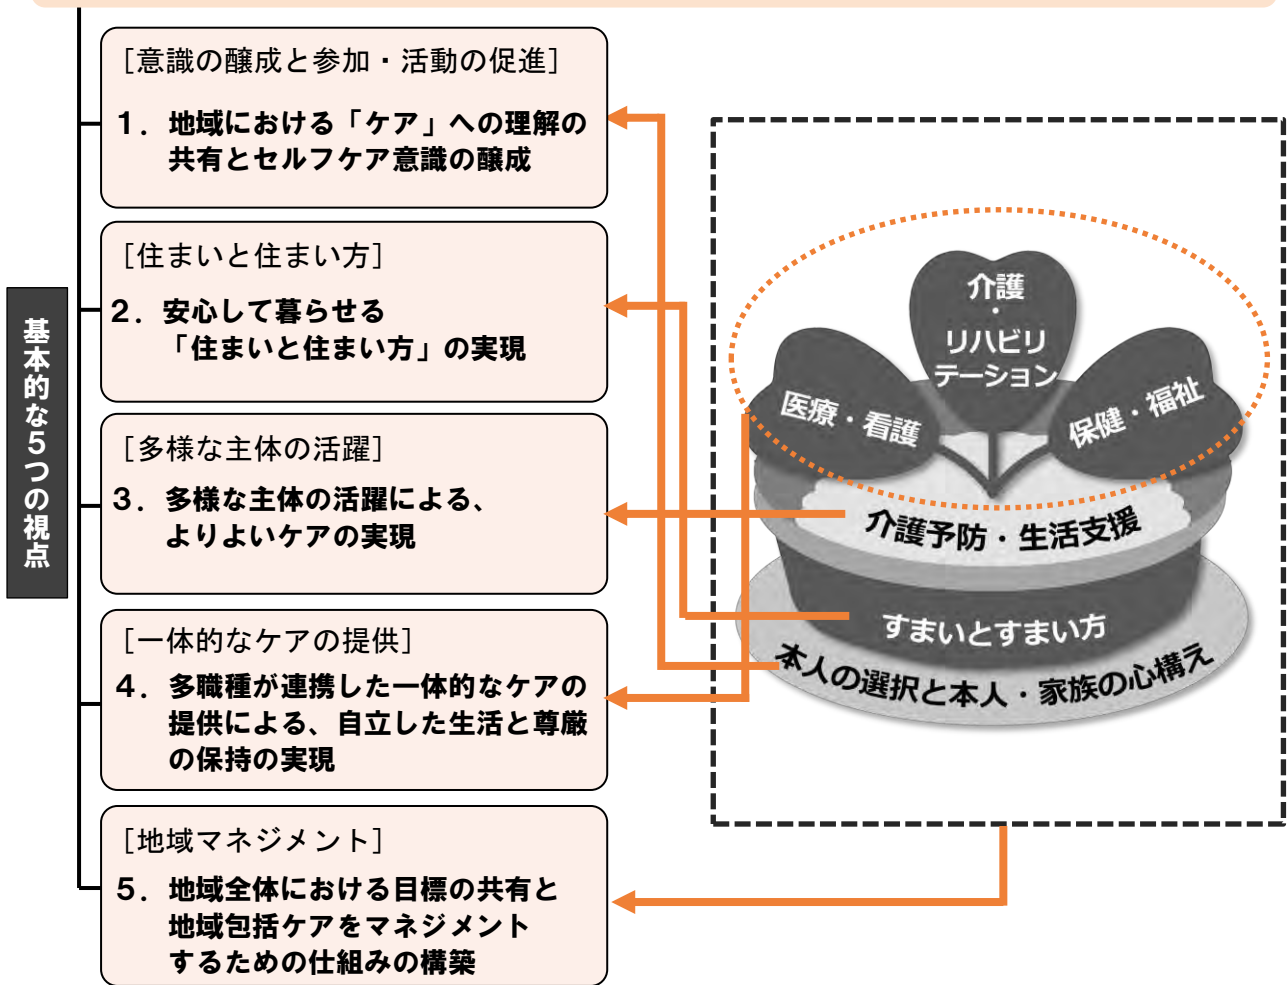 基本的な５つの視点
［意識の醸成と参加・活動の促進］
１．地域における「ケア」への理解の
共有とセルフケア意識の醸成
［住まいと住まい方］
２．安心して暮らせる
「住まいと住まい方」の実現
［多様な主体の活躍］
３．多様な主体の活躍による、
よりよいケアの実現
［一体的なケアの提供］
４．多職種が連携した一体的なケアの
提供による、自立した生活と尊厳
の保持の実現
［地域マネジメント］
５．地域全体における目標の共有と
地域包括ケアをマネジメント
するための仕組みの構築
介護
・
リハビリ
テーション
医療・看護
保健・福祉
介護予防・生活支援
すまいとすまい方
本人の選択と本人・家族の心構え